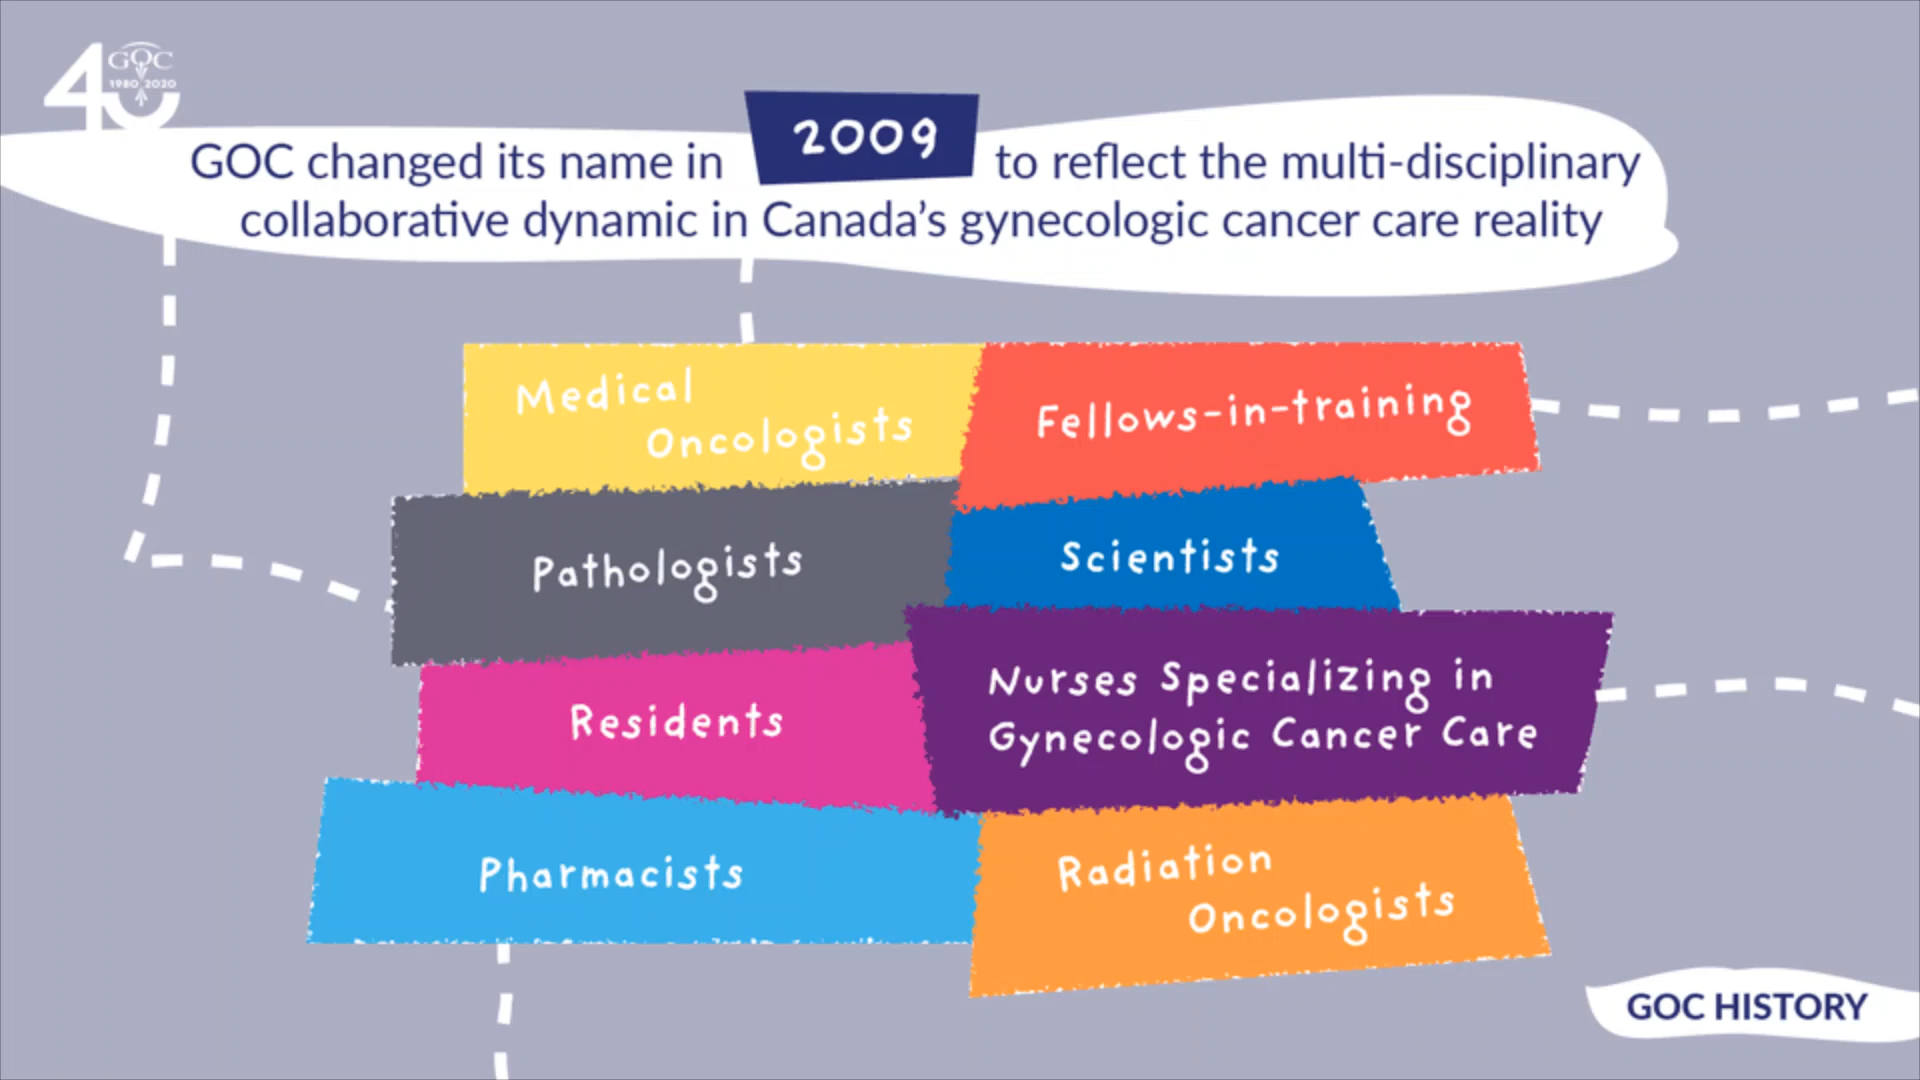 40
GOC
1980 2020
GOC changed its name in 2009 to reflect the multi-disciplinary
collaborative dynamic in Canada’s gynecologic cancer care reality
Medical
Oncologists
Fellows-in-training
Pathologists
Scientists
Residents
Nurses Specializing in
Gynecologic Cancer Care
Pharmacists
Radiation
Oncologists
GOC HISTORY